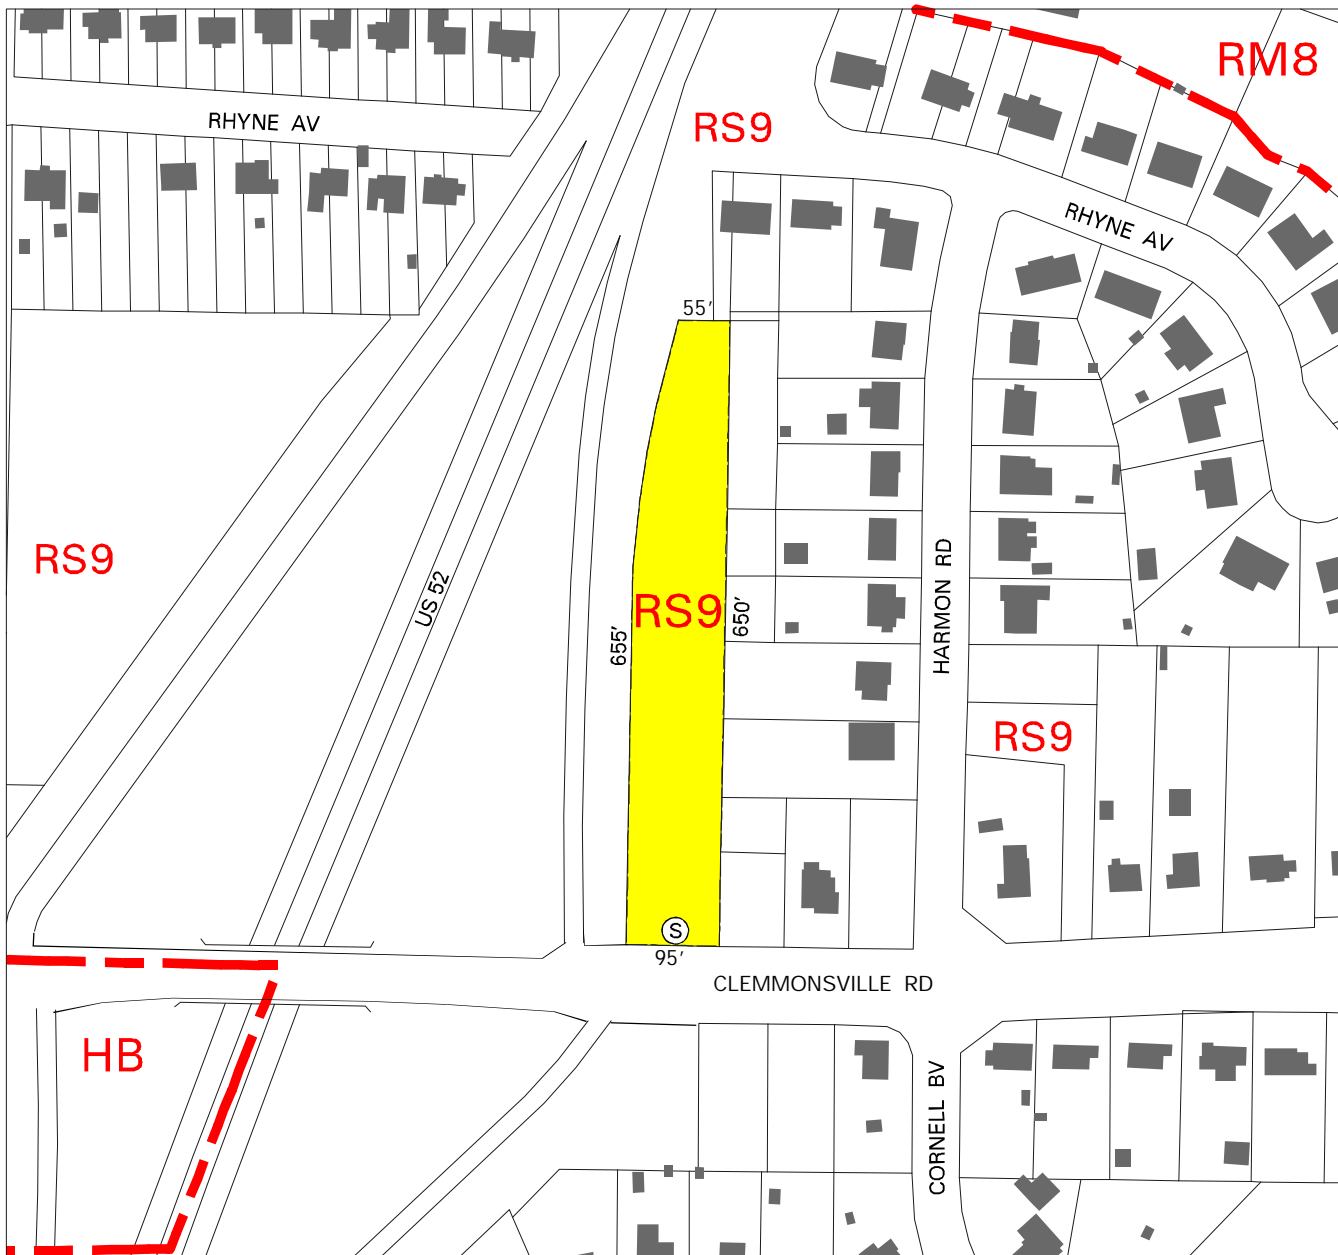 RM8
RHYNE AV
RS9
RHYNE AV
55'
RS9
US 52
RS9
655'
650'
HARMON RD
RS9
S
95'
CLEMMONSVILLE RD
HB
CORNELL BV